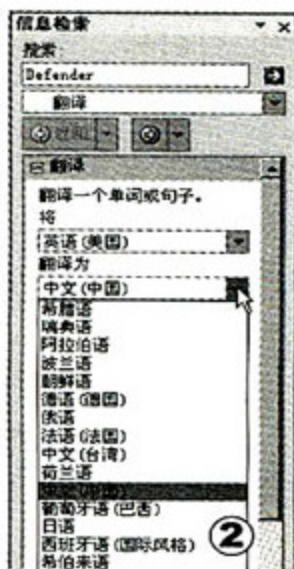 信息检索
搜索:
Defender
翻译
后退
翻译
翻译一个单词或句子。
将
英语(美国)
翻译为
中文(中国)
希腊语
瑞典语
阿拉伯语
波兰语
朝鲜语
德语(德国)
俄语
法语(法国)
中文(台湾)
荷兰语
中文(中国)
葡萄牙语(巴西)
日语
西班牙语(国际风格)
希伯来语
②